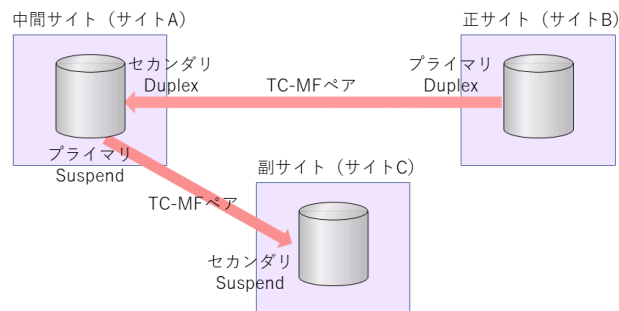 中間サイト（サイトA）
正サイト（サイトB）
セカンダリ
Duplex
TC-MFペア
プライマリ
Duplex
プライマリ
Suspend
副サイト（サイトC）
TC-MFペア
セカンダリ
Suspend